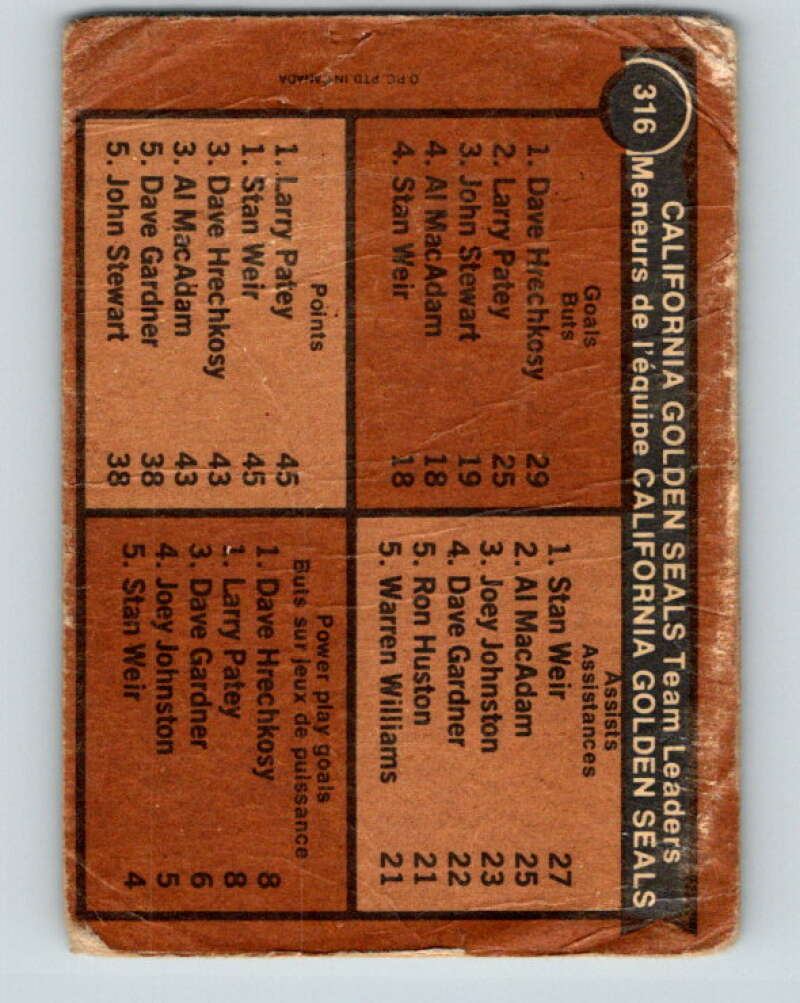 316
CALIFORNIA GOLDEN SEALS Team Leaders
Meneurs de l'équipe CALIFORNIA GOLDEN SEALS
Goals
Buts
1. Dave Hrechkosy 29
2. Larry Patey 25
3. John Stewart 19
4. Al MacAdam 18
4. Stan Weir 18
Assists
Assistances
1. Stan Weir 27
2. Al MacAdam 25
3. Joey Johnston 23
4. Dave Gardner 22
5. Ron Huston 21
5. Warren Williams 21
Points
1. Larry Patey 45
1. Stan Weir 45
3. Dave Hrechkosy 43
3. Al MacAdam 43
5. Dave Gardner 38
5. John Stewart 38
Power play goals
Buts sur jeux de puissance
1. Dave Hrechkosy 8
1. Larry Patey 8
3. Dave Gardner 6
4. Joey Johnston 5
5. Stan Weir 4
O.P.C. PTD. IN CANADA